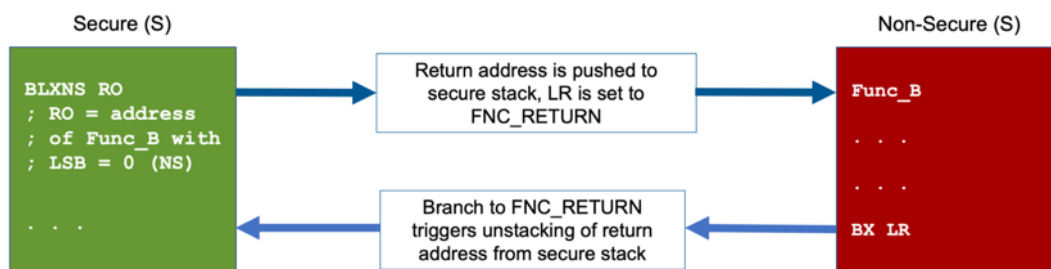 Secure (S)
Non-Secure (S)
BLXNS RO
; RO = address
; of Func_B with
; LSB = 0 (NS)
. . .
Return address is pushed to
secure stack, LR is set to
FNC_RETURN
Branch to FNC_RETURN
triggers unstacking of return
address from secure stack
Func_B
. . .
. . .
BX LR